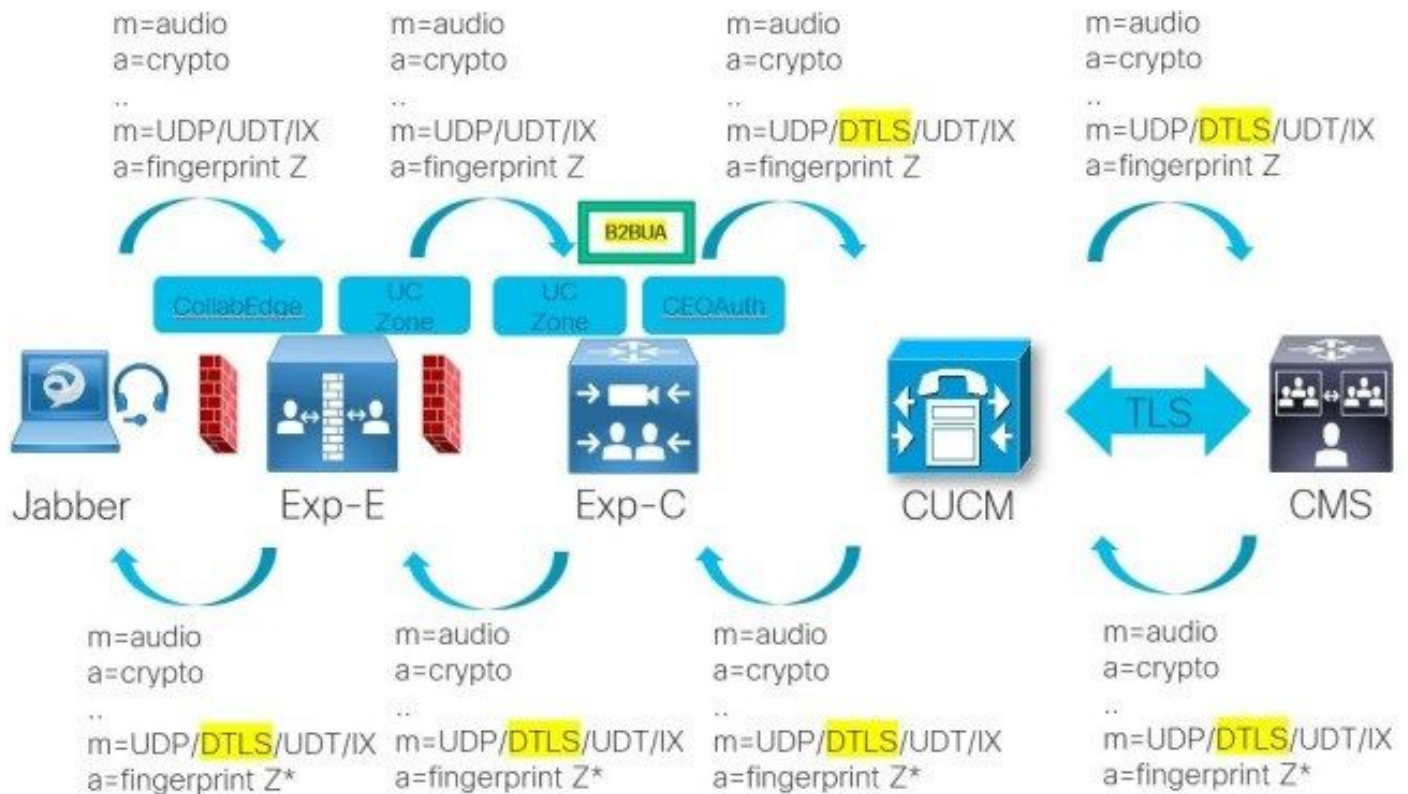 m=audio
a=crypto
..
m=UDP/UDT/IX
a=fingerprint Z
m=audio
a=crypto
..
m=UDP/UDT/IX
a=fingerprint Z
m=audio
a=crypto
..
m=UDP/DTLS/UDT/IX
a=fingerprint Z
m=audio
a=crypto
..
m=UDP/DTLS/UDT/IX
a=fingerprint Z
B2BUA
CollabEdge
UC
Zone
UC
Zone
CEOAuth
TLS
Jabber
Exp-E
Exp-C
CUCM
CMS
m=audio
a=crypto
..
m=UDP/DTLS/UDT/IX
a=fingerprint Z*
m=audio
a=crypto
..
m=UDP/DTLS/UDT/IX
a=fingerprint Z*
m=audio
a=crypto
..
m=UDP/DTLS/UDT/IX
a=fingerprint Z*
m=audio
a=crypto
..
m=UDP/DTLS/UDT/IX
a=fingerprint Z*